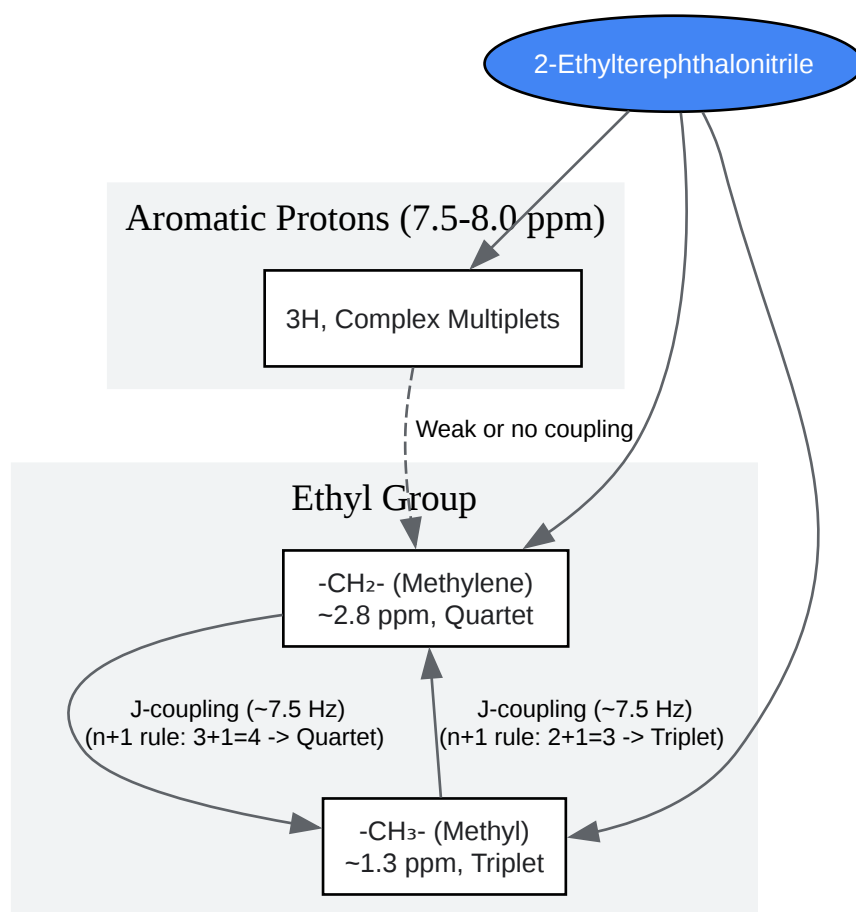 2-Ethylterephthalonitrile
Aromatic Protons (7.5-8.0 ppm)
3H, Complex Multiplets
Weak or no coupling
Ethyl Group
-CH₂- (Methylene)
~2.8 ppm, Quartet
J-coupling (~7.5 Hz)
(n+1 rule: 3+1=4 -> Quartet)
J-coupling (~7.5 Hz)
(n+1 rule: 2+1=3 -> Triplet)
-CH₃- (Methyl)
~1.3 ppm, Triplet